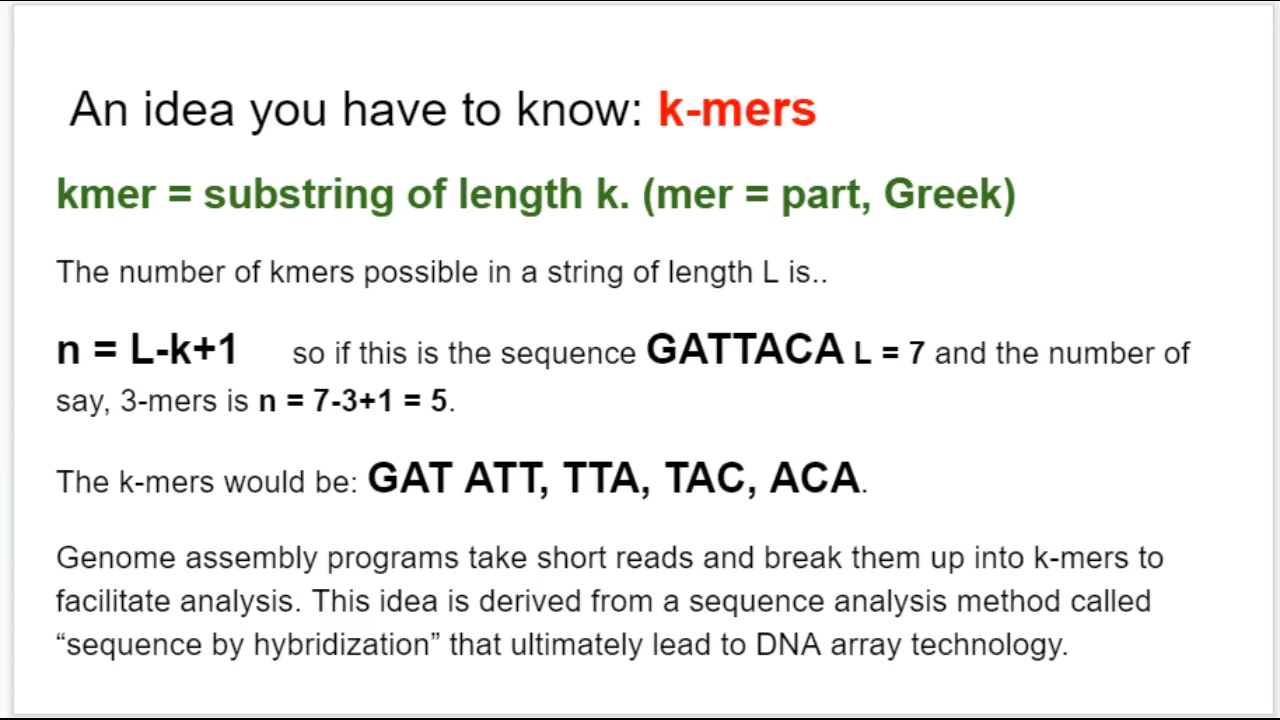 An idea you have to know: k-mers
kmer = substring of length k. (mer = part, Greek)
The number of kmers possible in a string of length L is..
n = L-k+1 so if this is the sequence GATTACA L = 7 and the number of
say, 3-mers is n = 7-3+1 = 5.
The k-mers would be: GAT ATT, TTA, TAC, ACA.
Genome assembly programs take short reads and break them up into k-mers to
facilitate analysis. This idea is derived from a sequence analysis method called
“sequence by hybridization” that ultimately lead to DNA array technology.